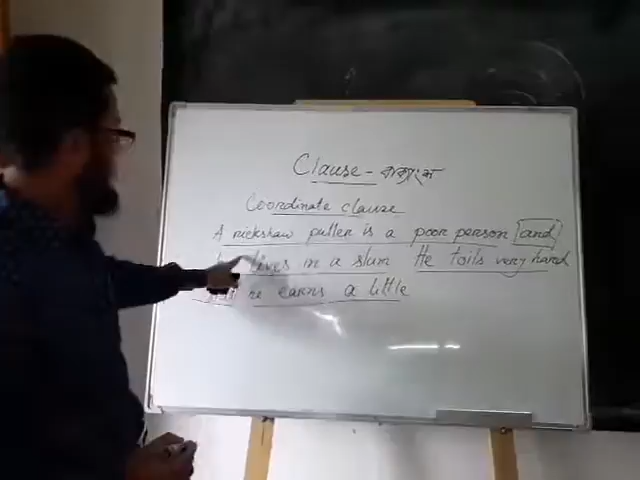 Clause - বাক্যাংশ
Coordinate clause
A rickshaw puller is a poor person and
lives in a slum He toils very hard
he earns a little